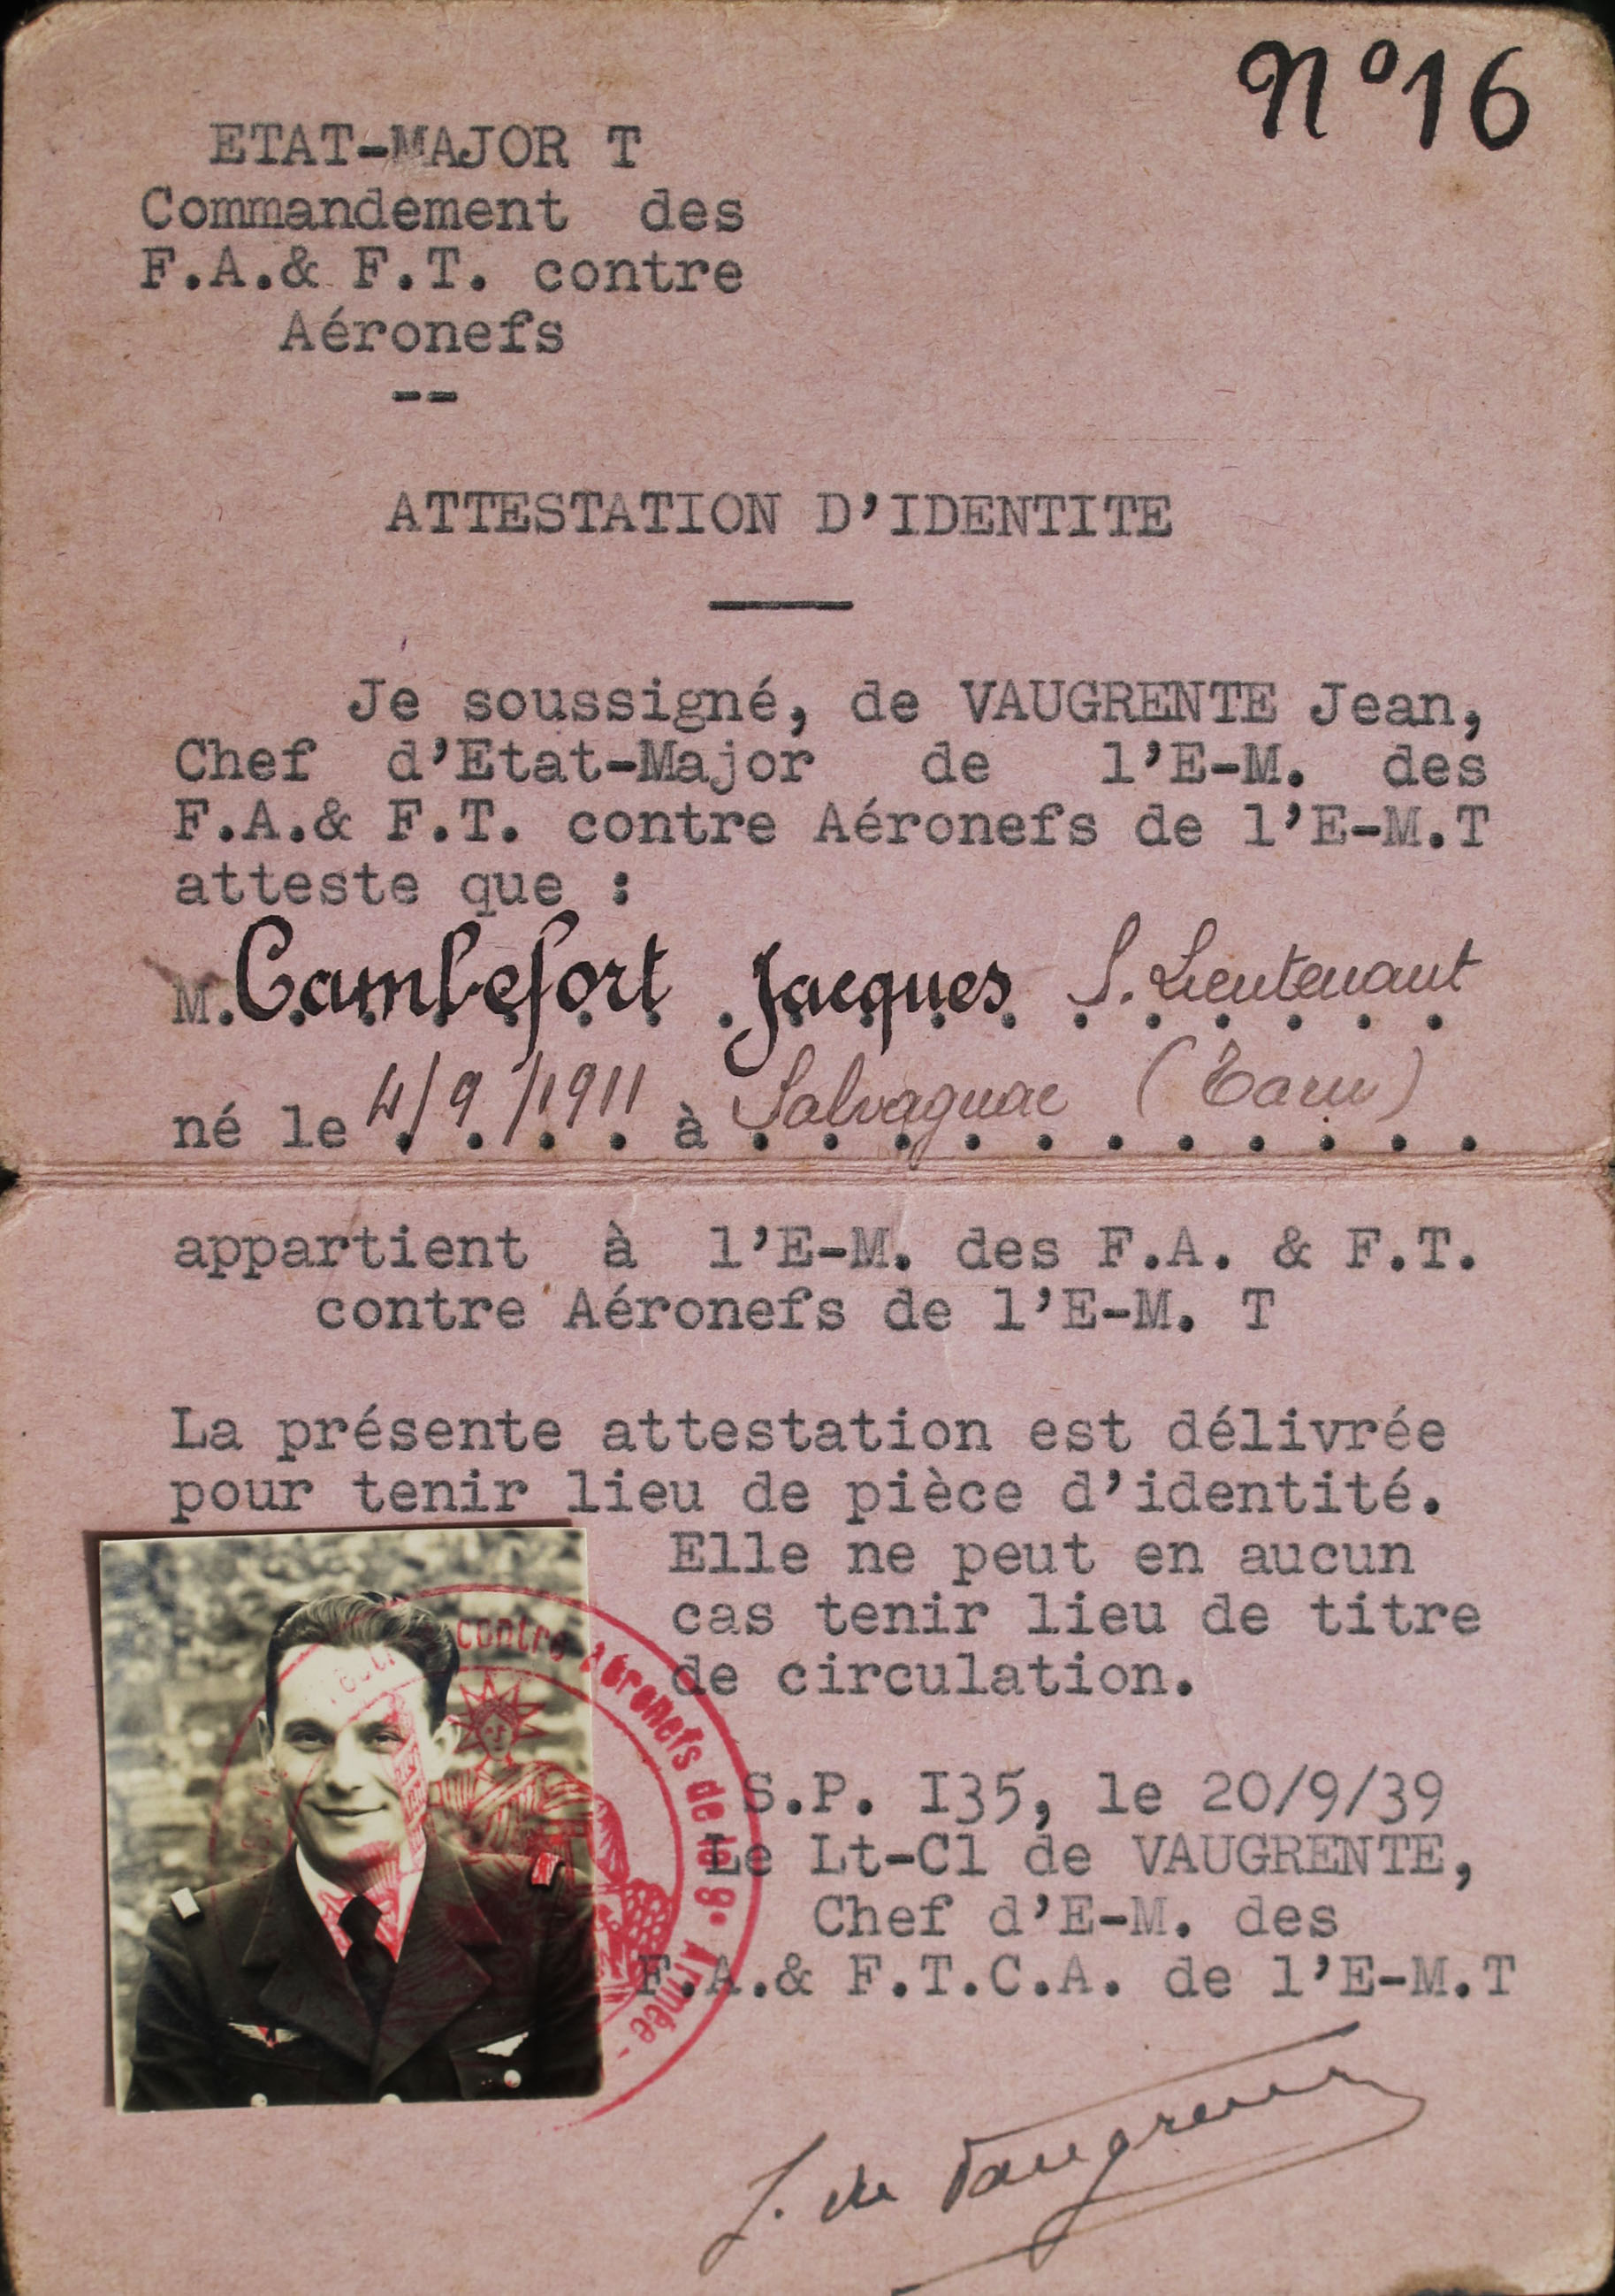 N°16
ETAT-MAJOR T
Commandement des
F.A.& F.T. contre
Aéronefs
--
ATTESTATION D'IDENTITE
Je soussigné, de VAUGRENTE Jean,
Chef d'Etat-Major de l'E-M. des
F.A.& F.T. contre Aéronefs de l'E-M.T
atteste que :
M. Cambefort Jacques S. Lieutenant
né le 4/9/1911 à Salvagnac (Tarn)
appartient à l'E-M. des F.A. & F.T.
contre Aéronefs de l'E-M. T
La présente attestation est délivrée
pour tenir lieu de pièce d'identité.
Elle ne peut en aucun
cas tenir lieu de titre
de circulation.
contre aéronefs de la g. Armée -
S.P. I35, le 20/9/39
Le Lt-Cl de VAUGRENTE,
Chef d'E-M. des
F.A.& F.T.C.A. de l'E-M.T
J. de Vaugrente